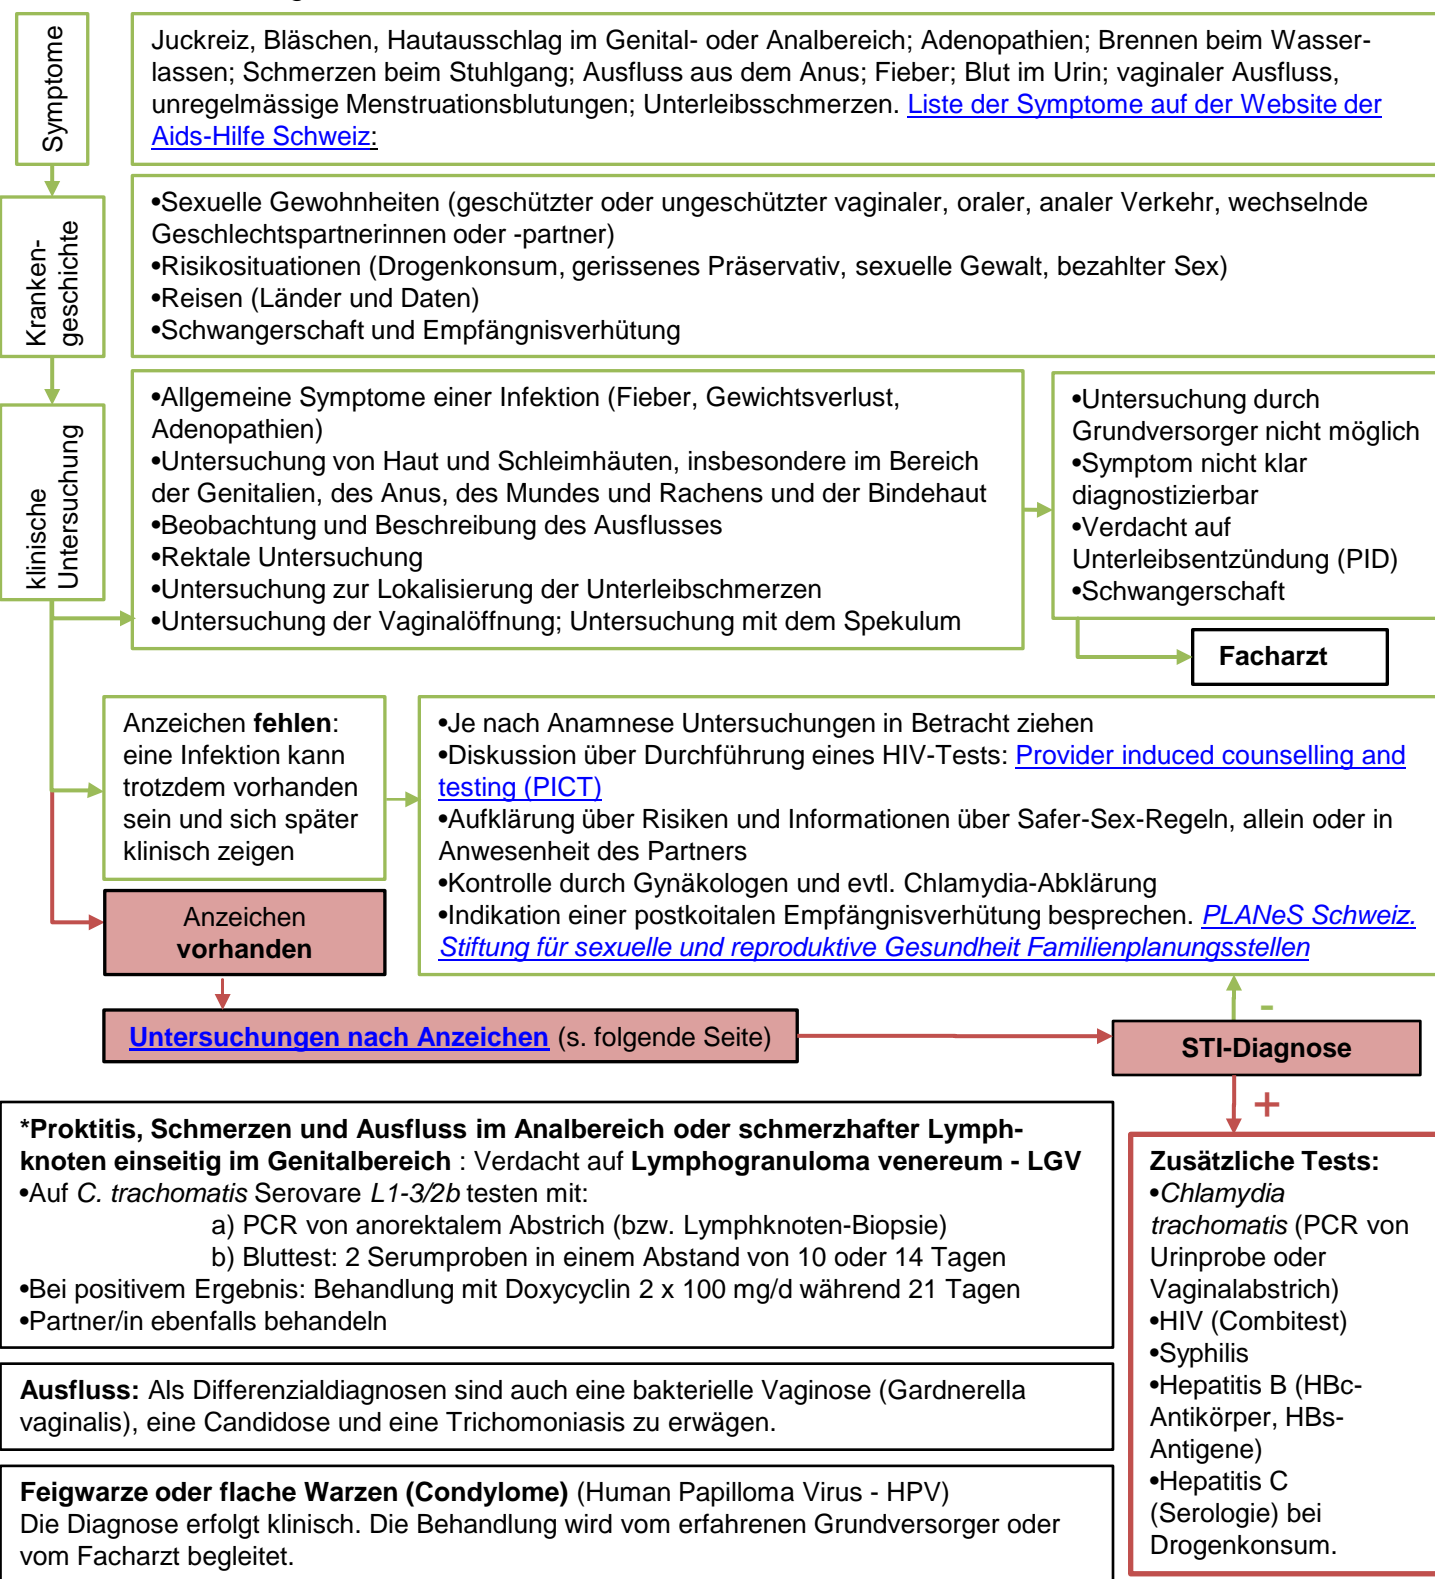 Symptome
Juckreiz, Bläschen, Hautausschlag im Genital- oder Analbereich; Adenopathien; Brennen beim Wasser-
lassen; Schmerzen beim Stuhlgang; Ausfluss aus dem Anus; Fieber; Blut im Urin; vaginaler Ausfluss,
unregelmässige Menstruationsblutungen; Unterleibsschmerzen. Liste der Symptome auf der Website der
Aids-Hilfe Schweiz:
Kranken-
geschichte
•Sexuelle Gewohnheiten (geschützter oder ungeschützter vaginaler, oraler, analer Verkehr, wechselnde
Geschlechtspartnerinnen oder -partner)
•Risikosituationen (Drogenkonsum, gerissenes Präservativ, sexuelle Gewalt, bezahlter Sex)
•Reisen (Länder und Daten)
•Schwangerschaft und Empfängnisverhütung
klinische
Untersuchung
•Allgemeine Symptome einer Infektion (Fieber, Gewichtsverlust,
Adenopathien)
•Untersuchung von Haut und Schleimhäuten, insbesondere im Bereich
der Genitalien, des Anus, des Mundes und Rachens und der Bindehaut
•Beobachtung und Beschreibung des Ausflusses
•Rektale Untersuchung
•Untersuchung zur Lokalisierung der Unterleibschmerzen
•Untersuchung der Vaginalöffnung; Untersuchung mit dem Spekulum
•Untersuchung durch
Grundversorger nicht möglich
•Symptom nicht klar
diagnostizierbar
•Verdacht auf
Unterleibsentzündung (PID)
•Schwangerschaft
Facharzt
Anzeichen fehlen:
eine Infektion kann
trotzdem vorhanden
sein und sich später
klinisch zeigen
•Je nach Anamnese Untersuchungen in Betracht ziehen
•Diskussion über Durchführung eines HIV-Tests: Provider induced counselling and
testing (PICT)
•Aufklärung über Risiken und Informationen über Safer-Sex-Regeln, allein oder in
Anwesenheit des Partners
•Kontrolle durch Gynäkologen und evtl. Chlamydia-Abklärung
•Indikation einer postkoitalen Empfängnisverhütung besprechen. PLANeS Schweiz.
Stiftung für sexuelle und reproduktive Gesundheit Familienplanungsstellen
Anzeichen
vorhanden
Untersuchungen nach Anzeichen (s. folgende Seite)
-
STI-Diagnose
+
*Proktitis, Schmerzen und Ausfluss im Analbereich oder schmerzhafter Lymph-
knoten einseitig im Genitalbereich : Verdacht auf Lymphogranuloma venereum - LGV
•Auf C. trachomatis Serovare L1-3/2b testen mit:
a) PCR von anorektalem Abstrich (bzw. Lymphknoten-Biopsie)
b) Bluttest: 2 Serumproben in einem Abstand von 10 oder 14 Tagen
•Bei positivem Ergebnis: Behandlung mit Doxycyclin 2 x 100 mg/d während 21 Tagen
•Partner/in ebenfalls behandeln
Zusätzliche Tests:
•Chlamydia
trachomatis (PCR von
Urinprobe oder
Vaginalabstrich)
•HIV (Combitest)
•Syphilis
•Hepatitis B (HBc-
Antikörper, HBs-
Antigene)
•Hepatitis C
(Serologie) bei
Drogenkonsum.
Ausfluss: Als Differenzialdiagnosen sind auch eine bakterielle Vaginose (Gardnerella
vaginalis), eine Candidose und eine Trichomoniasis zu erwägen.
Feigwarze oder flache Warzen (Condylome) (Human Papilloma Virus - HPV)
Die Diagnose erfolgt klinisch. Die Behandlung wird vom erfahrenen Grundversorger oder
vom Facharzt begleitet.